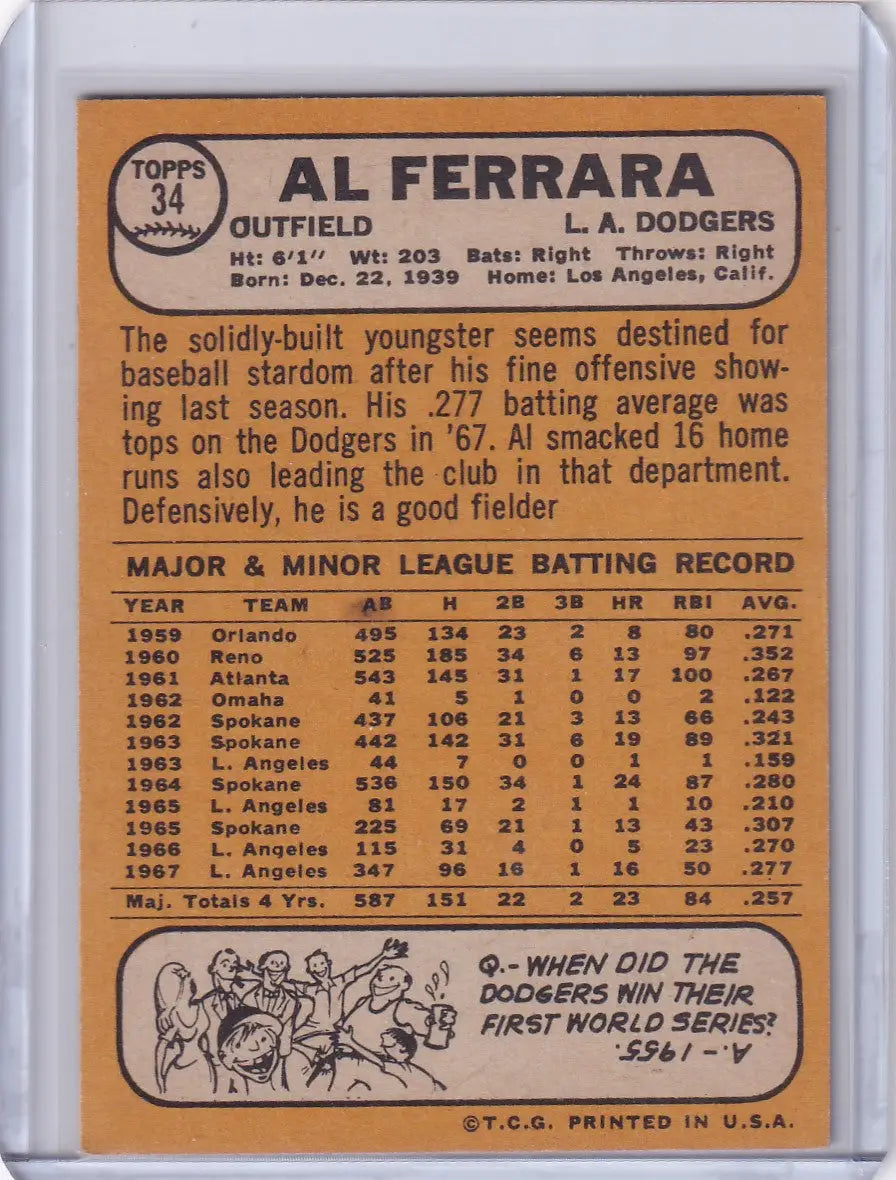 TOPPS
34
AL FERRARA
OUTFIELD L. A. DODGERS
Ht: 6'1" Wt: 203 Bats: Right Throws: Right
Born: Dec. 22, 1939 Home: Los Angeles, Calif.
The solidly-built youngster seems destined for
baseball stardom after his fine offensive show-
ing last season. His .277 batting average was
tops on the Dodgers in '67. Al smacked 16 home
runs also leading the club in that department.
Defensively, he is a good fielder
MAJOR & MINOR LEAGUE BATTING RECORD
YEAR TEAM AB H 2B 3B HR RBI AVG.
1959 Orlando 495 134 23 2 8 80 .271
1960 Reno 525 185 34 6 13 97 .352
1961 Atlanta 543 145 31 1 17 100 .267
1962 Omaha 41 5 1 0 0 2 .122
1962 Spokane 437 106 21 3 13 66 .243
1963 Spokane 442 142 31 6 19 89 .321
1963 L. Angeles 44 7 0 0 1 1 .159
1964 Spokane 536 150 34 1 24 87 .280
1965 L. Angeles 81 17 2 1 1 10 .210
1965 Spokane 225 69 21 1 13 43 .307
1966 L. Angeles 115 31 4 0 5 23 .270
1967 L. Angeles 347 96 16 1 16 50 .277
Maj. Totals 4 Yrs. 587 151 22 2 23 84 .257
Q.- WHEN DID THE
DODGERS WIN THEIR
FIRST WORLD SERIES?
A.- 1955.
©T.C.G. PRINTED IN U.S.A.